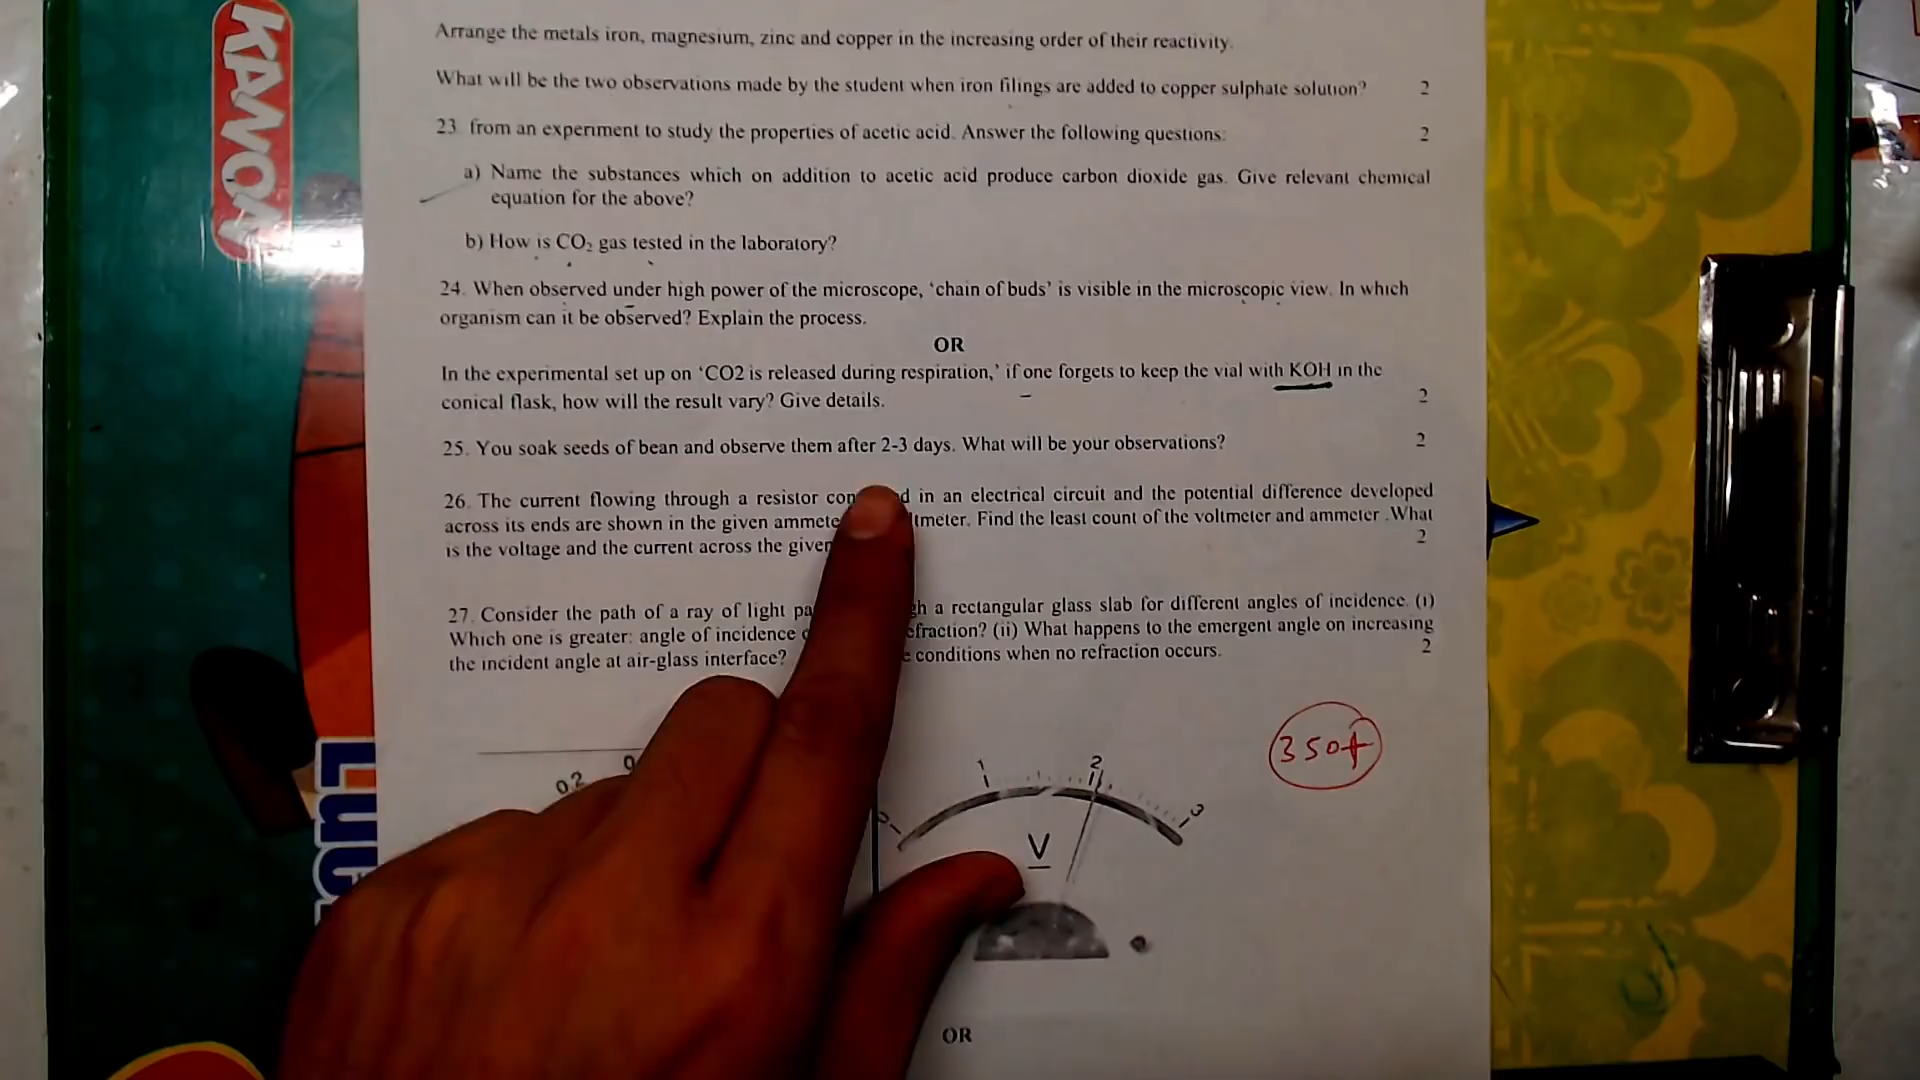 KANON
Arrange the metals iron, magnesium, zinc and copper in the increasing order of their reactivity.
What will be the two observations made by the student when iron filings are added to copper sulphate solution? 2
23. from an experiment to study the properties of acetic acid. Answer the following questions: 2
a) Name the substances which on addition to acetic acid produce carbon dioxide gas. Give relevant chemical
equation for the above?
b) How is CO₂ gas tested in the laboratory?
24. When observed under high power of the microscope, ‘chain of buds’ is visible in the microscopic view. In which
organism can it be observed? Explain the process.
OR
In the experimental set up on ‘CO2 is released during respiration,’ if one forgets to keep the vial with KOH in the
conical flask, how will the result vary? Give details. 2
25. You soak seeds of bean and observe them after 2-3 days. What will be your observations? 2
26. The current flowing through a resistor in an electrical circuit and the potential difference developed
across its ends are shown in the given. Find the least count of the voltmeter and ammeter .What
is the voltage and the current across the 2
27. Consider the path of a ray of light a rectangular glass slab for different angles of incidence. (i)
Which one is greater: angle of incidence (ii) What happens to the emergent angle on increasing
the incident angle at air-glass interface? conditions when no refraction occurs. 2
350+
0.2
0 1 2 3
V
OR